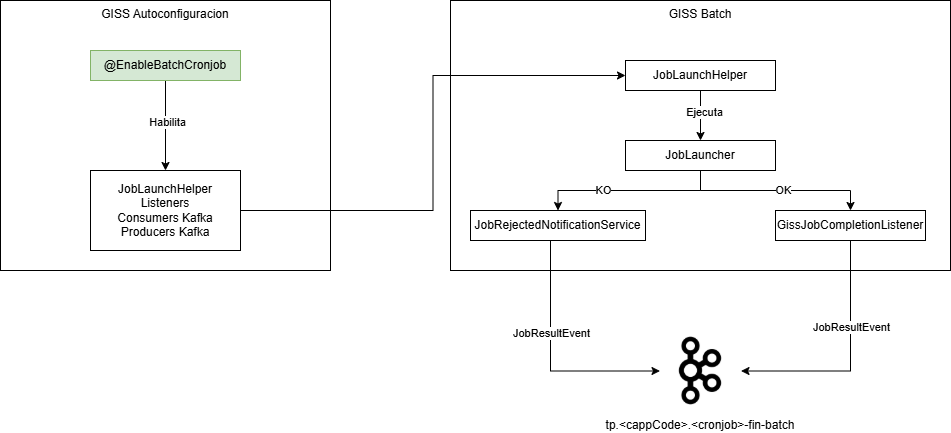 GISS Autoconfiguracion
@EnableBatchCronjob
Habilita
JobLaunchHelper
Listeners
Consumers Kafka
Producers Kafka
GISS Batch
JobLaunchHelper
Ejecuta
JobLauncher
KO
OK
JobRejectedNotificationService
GissJobCompletionListener
JobResultEvent
JobResultEvent
tp.<cappCode>.<cronjob>-fin-batch